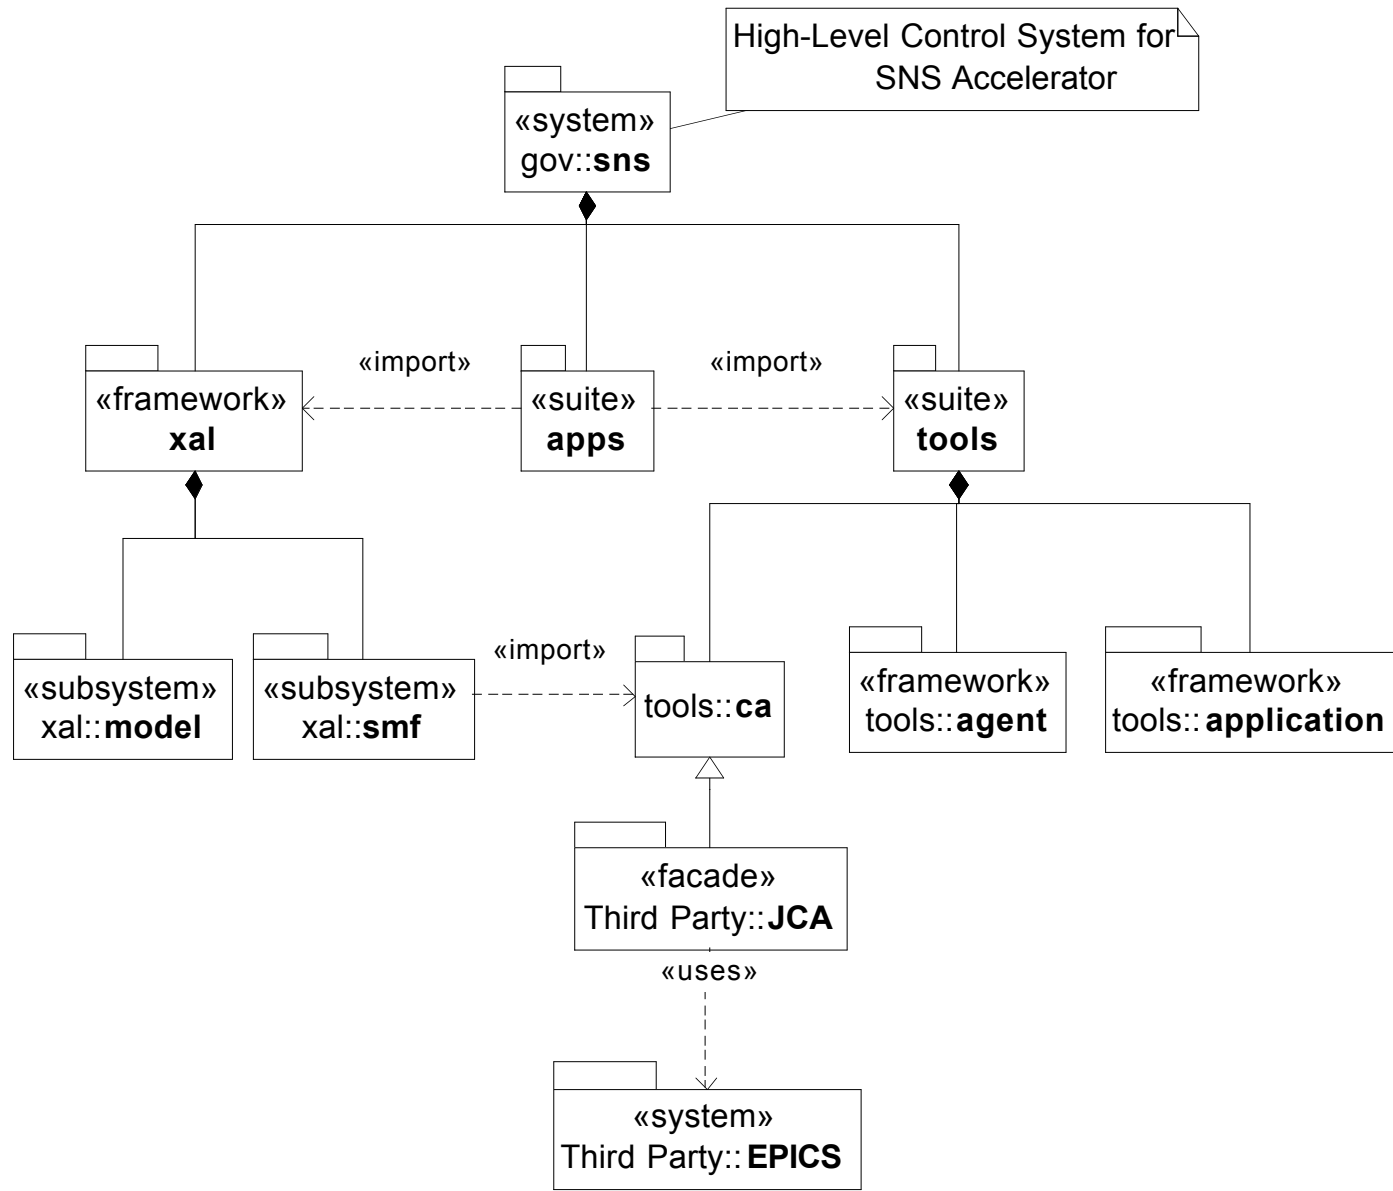 High-Level Control System for
SNS Accelerator
«system»
gov::sns
«import»
«import»
«framework»
xal
«suite»
apps
«suite»
tools
«import»
«subsystem»
xal::model
«subsystem»
xal::smf
tools::ca
«framework»
tools::agent
«framework»
tools::application
«facade»
Third Party::JCA
«uses»
«system»
Third Party::EPICS